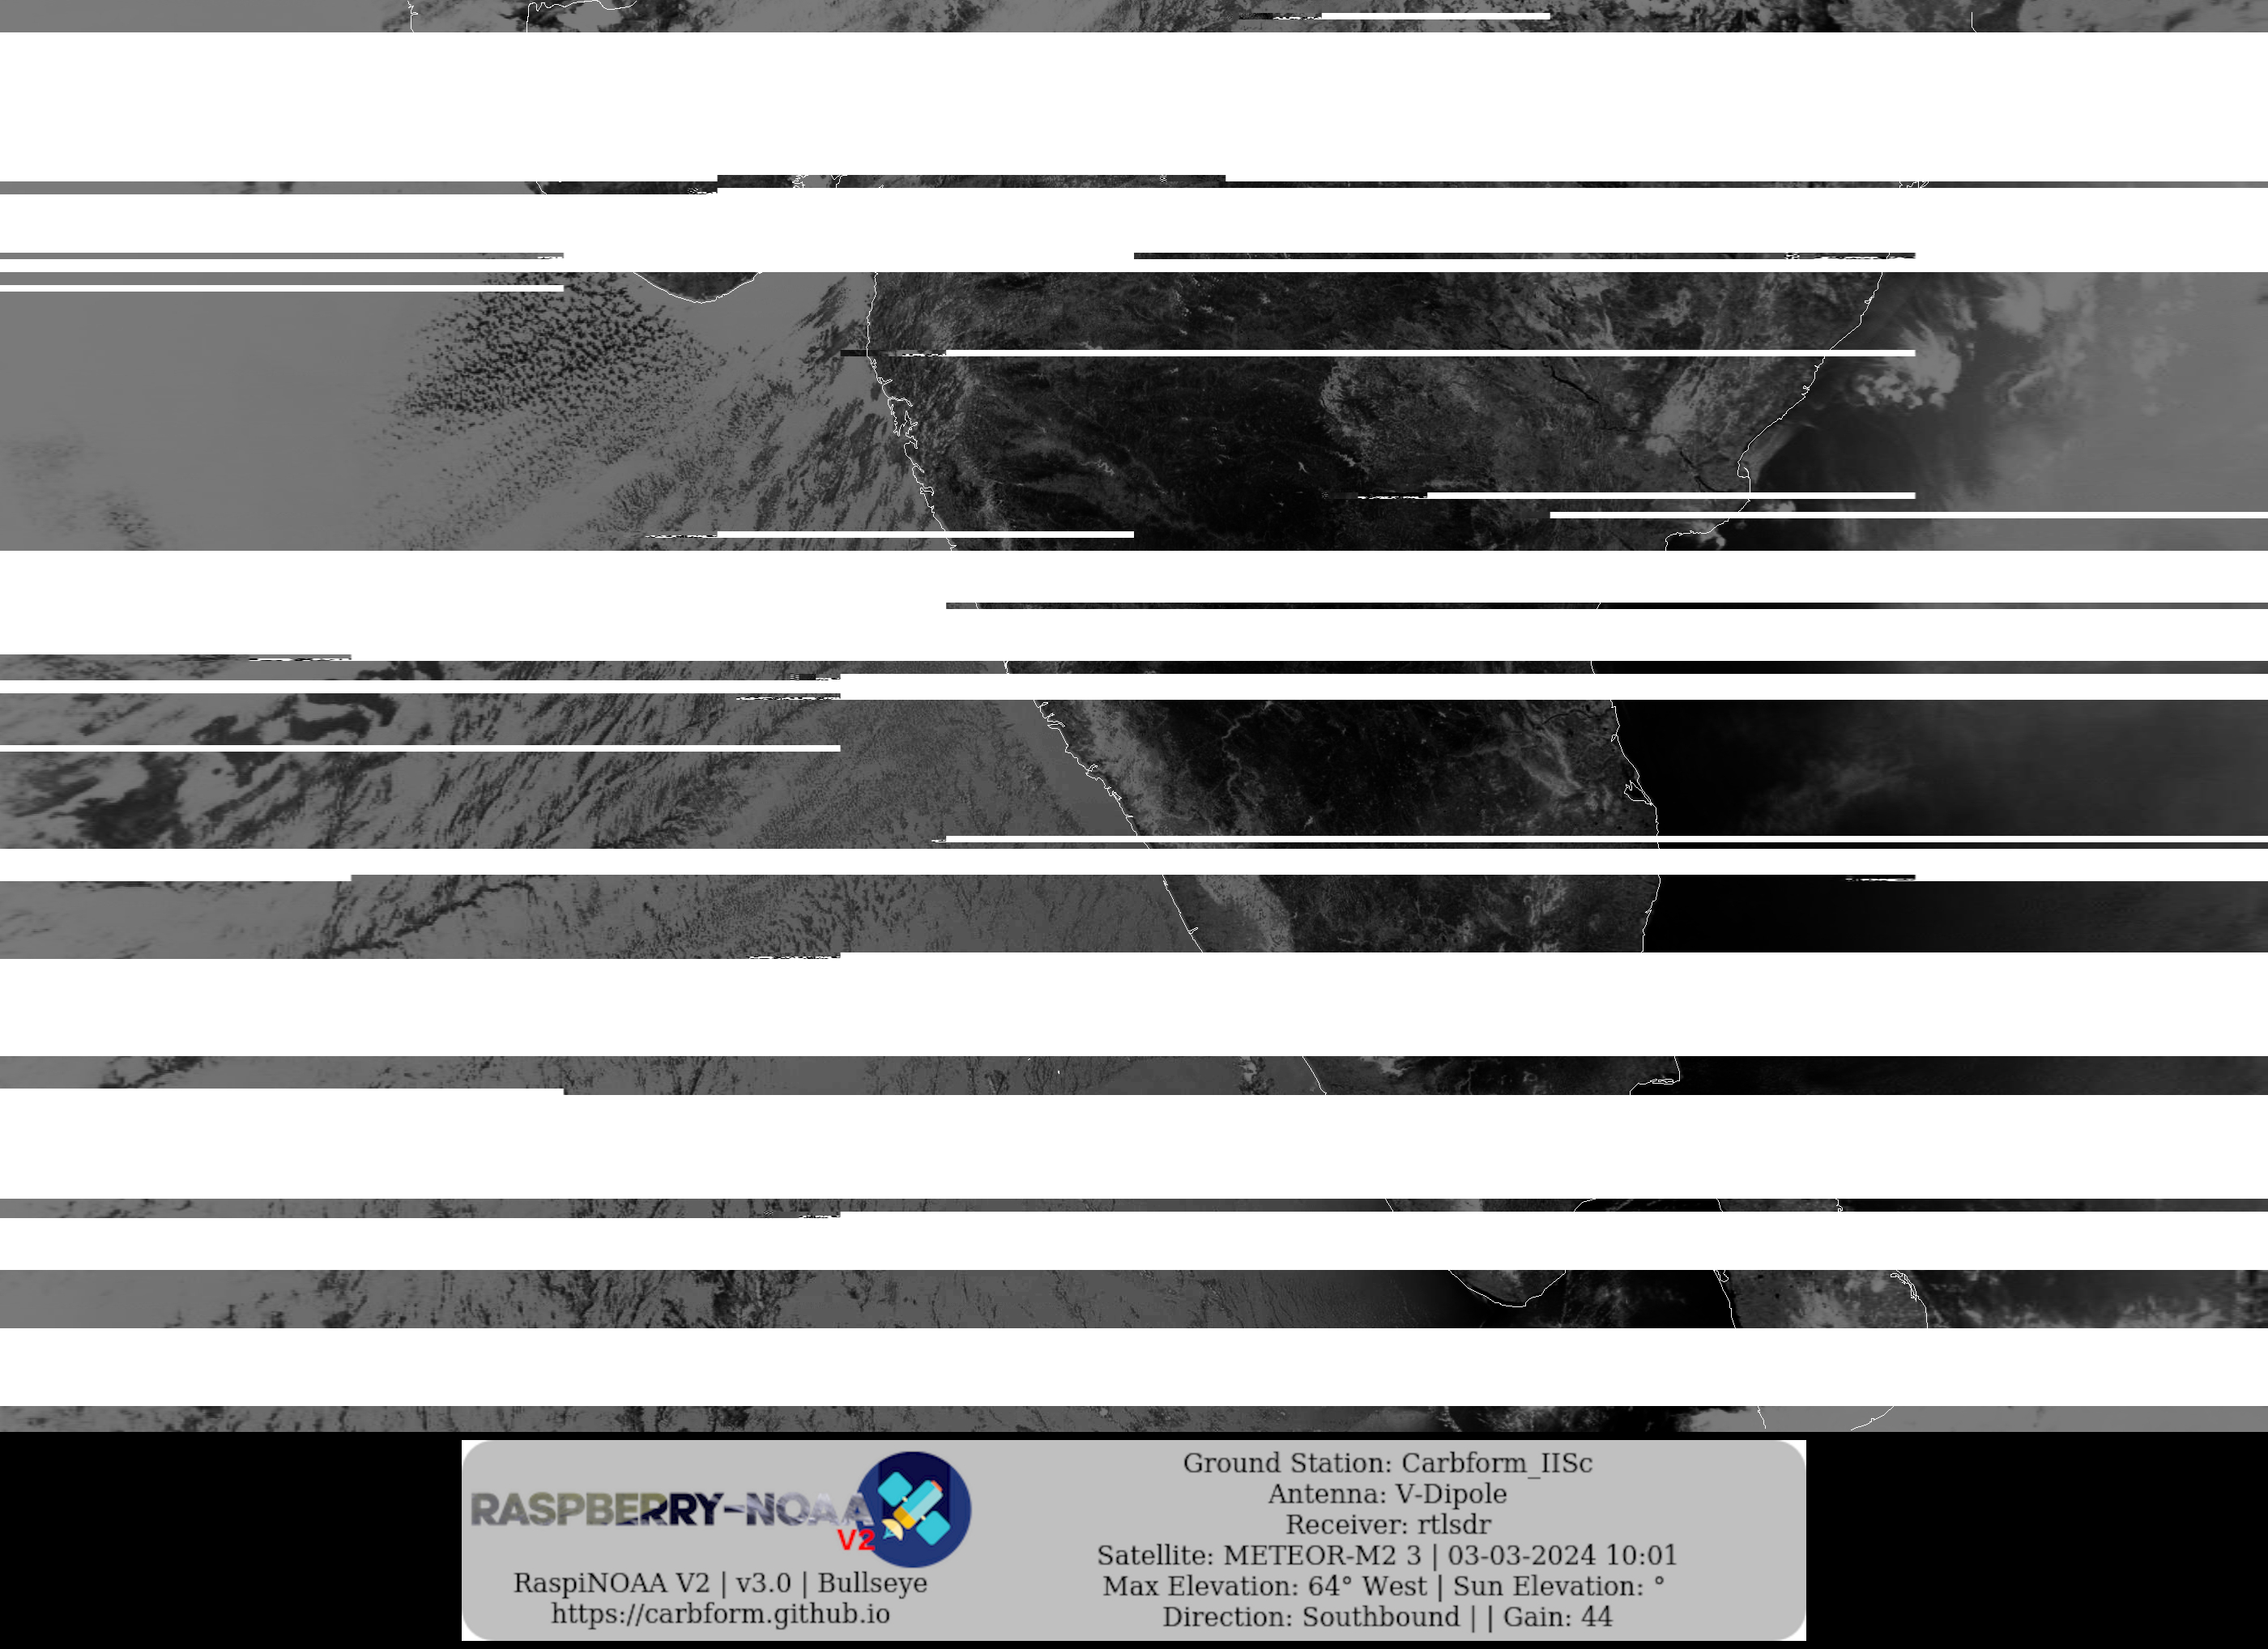 RASPBERRY-NOAA
V2
RaspiNOAA V2 | v3.0 | Bullseye
https://carbform.github.io
Ground Station: Carbform_IISc
Antenna: V-Dipole
Receiver: rtlsdr
Satellite: METEOR-M2 3 | 03-03-2024 10:01
Max Elevation: 64° West | Sun Elevation: °
Direction: Southbound | | Gain: 44